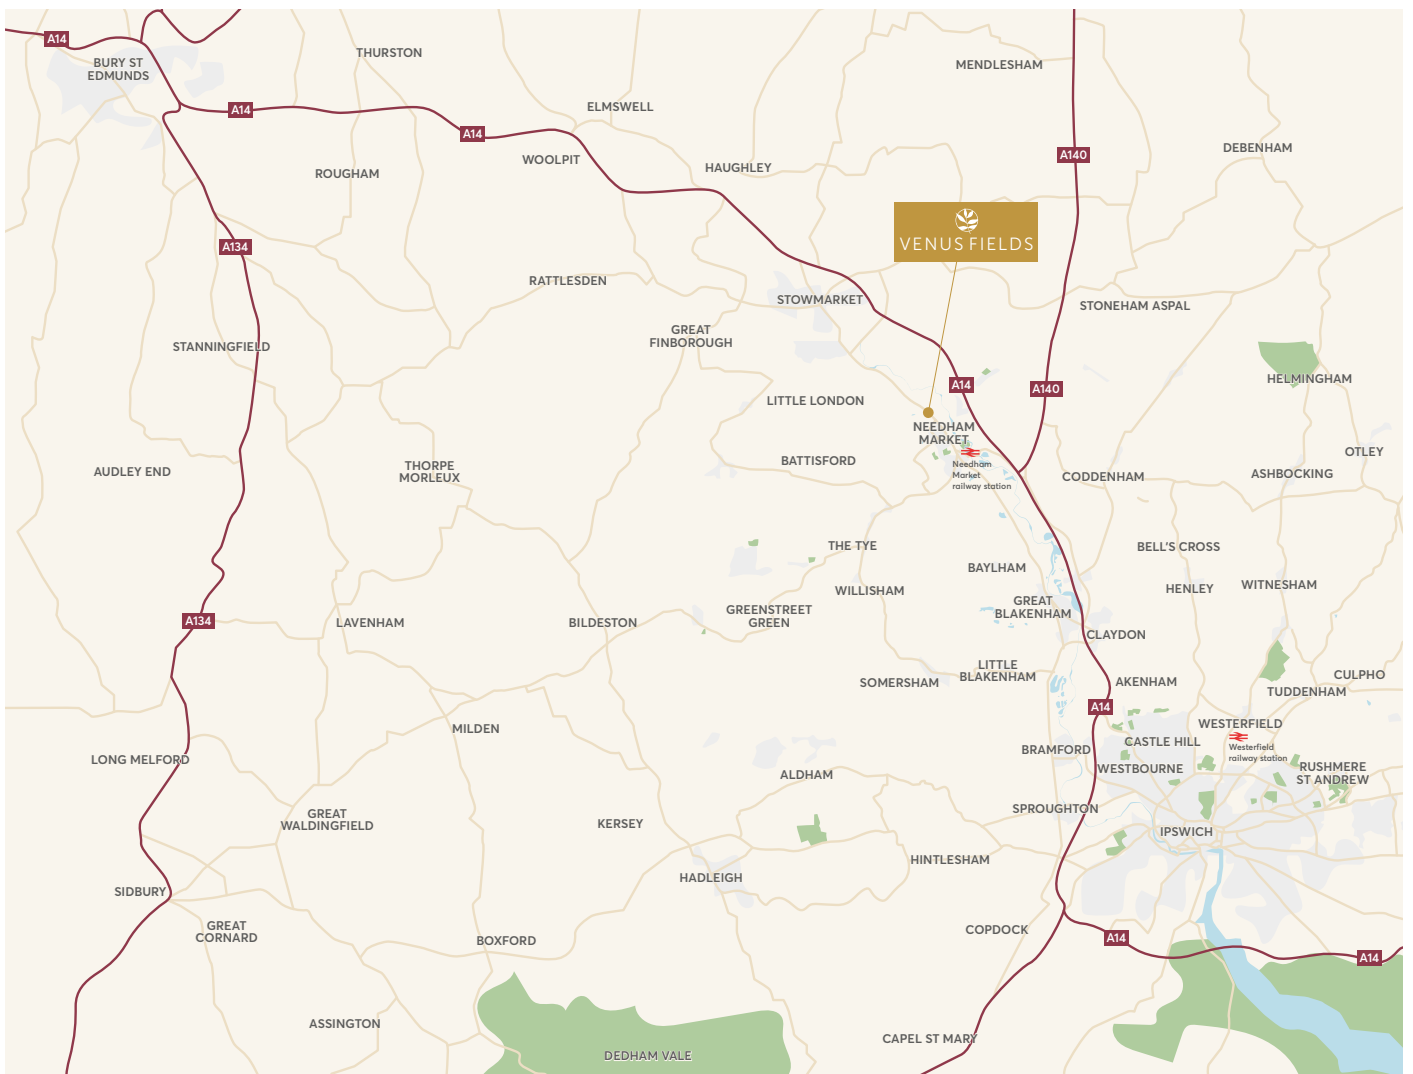 A14
BURY ST
EDMUNDS
THURSTON
MENDLESHAM
A14
ELMSWELL
A14
WOOLPIT
HAUGHLEY
A140
DEBENHAM
ROUGHAM
VENUS FIELDS
A134
RATTLESDEN
STOWMARKET
STONEHAM ASPAL
GREAT
FINBOROUGH
STANNINGFIELD
HELMINGHAM
A14
A140
LITTLE LONDON
NEEDHAM
MARKET
Needham
Market
railway station
AUDLEY END
THORPE
MORLEUX
BATTISFORD
CODDENHAM
ASHBOCKING
OTLEY
THE TYE
BELL'S CROSS
BAYLHAM
WILLISHAM
HENLEY
WITNESHAM
GREAT
BLAKENHAM
GREENSTREET
GREEN
A134
LAVENHAM
BILDESTON
CLAYDON
LITTLE
BLAKENHAM
SOMERSHAM
AKENHAM
CULPHO
TUDDENHAM
A14
MILDEN
WESTERFIELD
Westerfield
railway station
BRAMFORD
CASTLE HILL
LONG MELFORD
WESTBOURNE
RUSHMERE
ST ANDREW
ALDHAM
SPROUGHTON
GREAT
WALDINGFIELD
KERSEY
IPSWICH
HINTLESHAM
HADLEIGH
SIDBURY
GREAT
CORNARD
BOXFORD
COPDOCK
A14
A14
ASSINGTON
CAPEL ST MARY
DEDHAM VALE